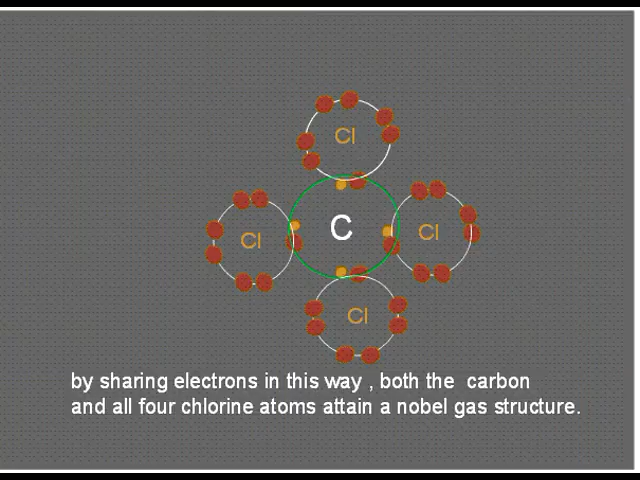 Cl
Cl
C
Cl
Cl
by sharing electrons in this way , both the carbon
and all four chlorine atoms attain a nobel gas structure.